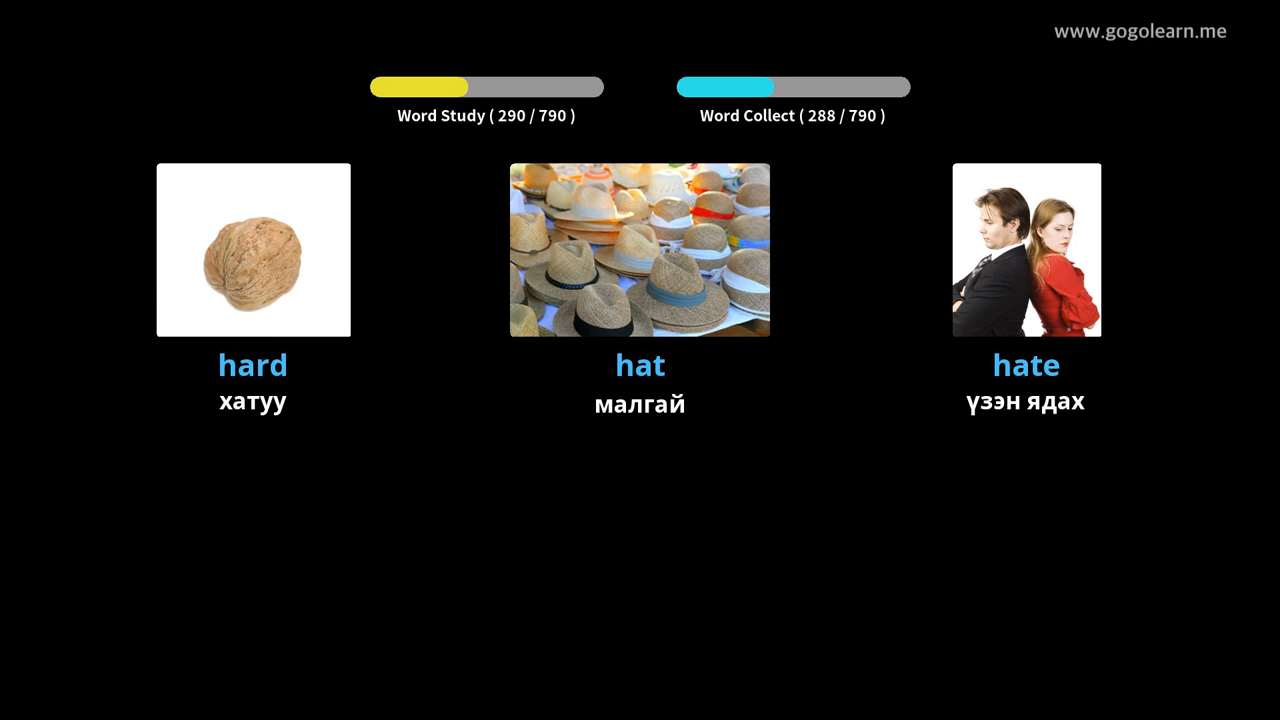 www.gogolearn.me
Word Study ( 290 / 790 )
Word Collect ( 288 / 790 )
hard
хатуу
hat
малгай
hate
үзэн ядах